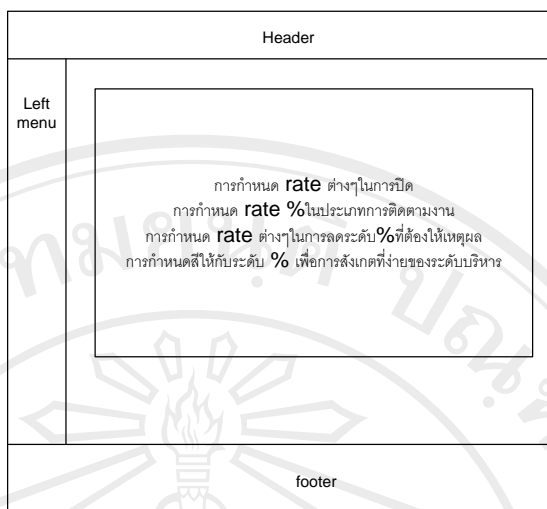 Header
Left
menu
การกำหนด rate ต่างๆในการปิด
การกำหนด rate %ในประเภทการติดตามงาน
การกำหนด rate ต่างๆในการลดระดับ%ที่ต้องให้เหตุผล
การกำหนดสีให้กับระดับ % เพื่อการสังเกตที่ง่ายของระดับบริหาร
footer